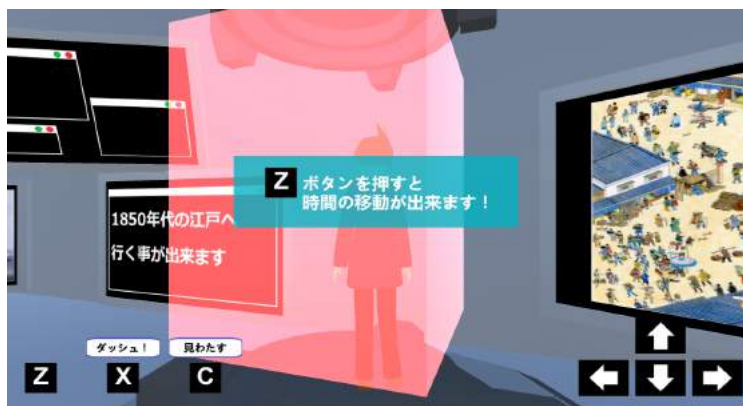 Z ボタンを押すと
時間の移動が出来ます！
1850年代の江戸へ
行く事が出来ます
ダッシュ！
見わたす
Z
X
C